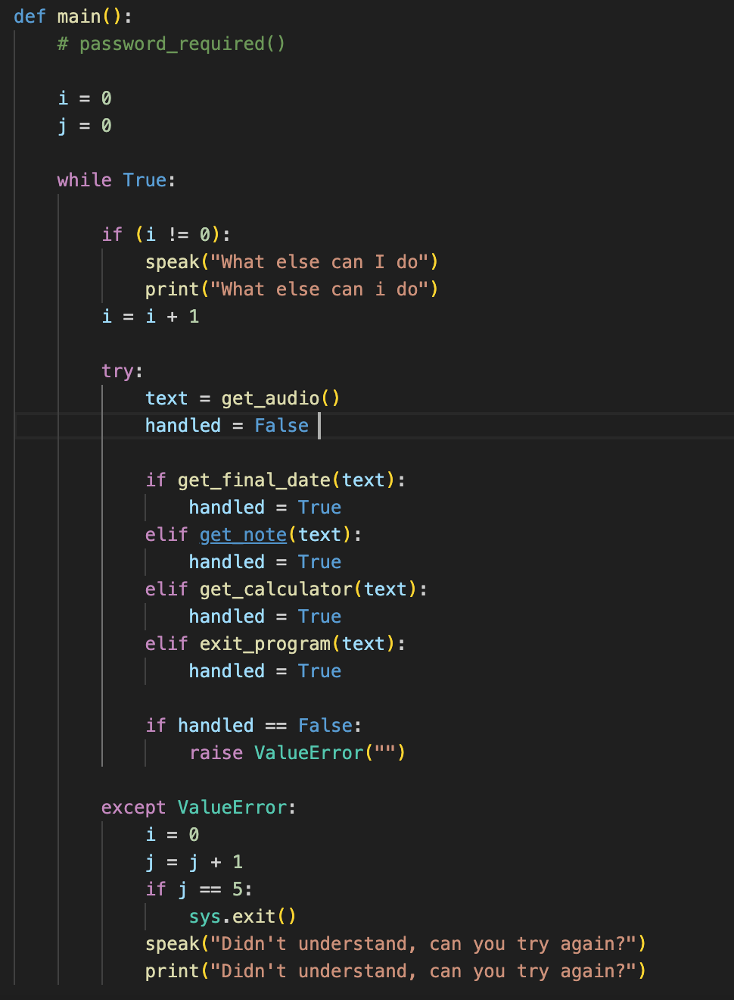 def main():
    # password_required()

    i = 0
    j = 0

    while True:

        if (i != 0):
            speak("What else can I do")
            print("What else can i do")
        i = i + 1

        try:
            text = get_audio()
            handled = False

            if get_final_date(text):
                handled = True
            elif get_note(text):
                handled = True
            elif get_calculator(text):
                handled = True
            elif exit_program(text):
                handled = True

            if handled == False:
                raise ValueError("")

        except ValueError:
            i = 0
            j = j + 1
            if j == 5:
                sys.exit()
            speak("Didn't understand, can you try again?")
            print("Didn't understand, can you try again?")